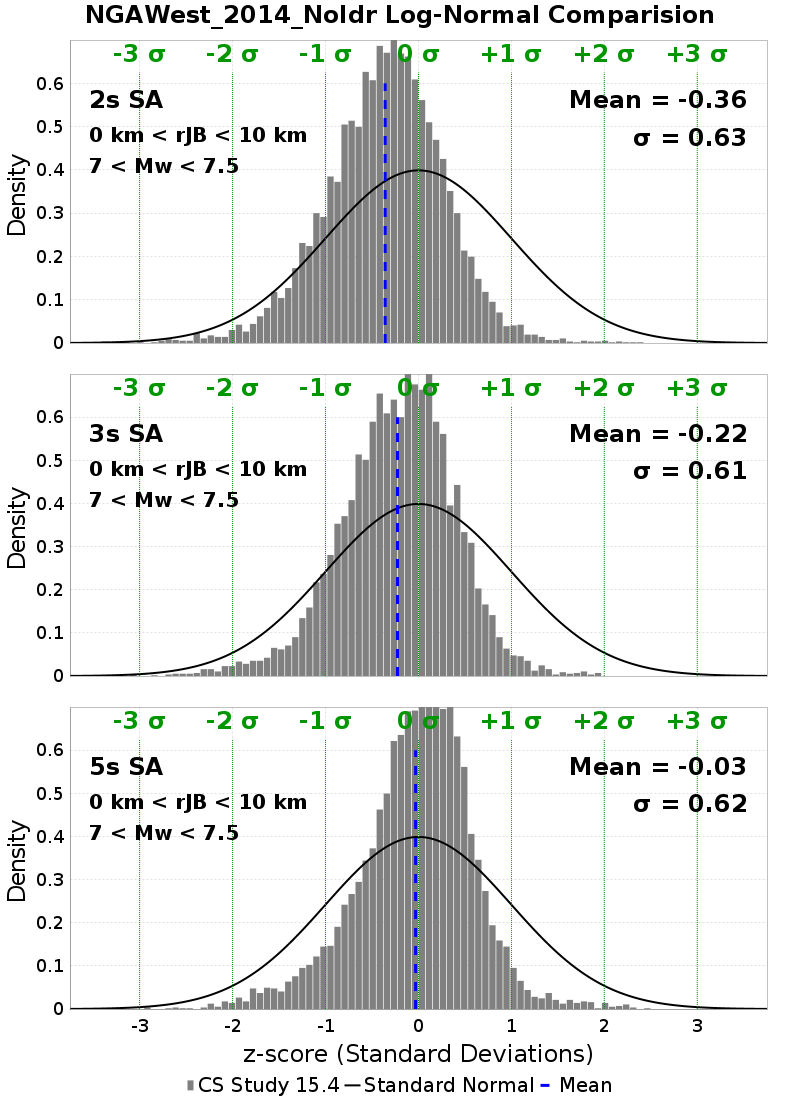 NGAWest_2014_NoIdr Log-Normal Comparision
-3 σ -2 σ -1 σ 0 σ +1 σ +2 σ +3 σ
2s SA Mean = -0.36
0 km < rJB < 10 km σ = 0.63
7 < Mw < 7.5
Density
0.6
0.5
0.4
0.3
0.2
0.1
0
-3 σ -2 σ -1 σ 0 σ +1 σ +2 σ +3 σ
3s SA Mean = -0.22
0 km < rJB < 10 km σ = 0.61
7 < Mw < 7.5
Density
0.6
0.5
0.4
0.3
0.2
0.1
0
-3 σ -2 σ -1 σ 0 σ +1 σ +2 σ +3 σ
5s SA Mean = -0.03
0 km < rJB < 10 km σ = 0.62
7 < Mw < 7.5
Density
0.6
0.5
0.4
0.3
0.2
0.1
0
-3 -2 -1 0 1 2 3
z-score (Standard Deviations)
CS Study 15.4 Standard Normal Mean